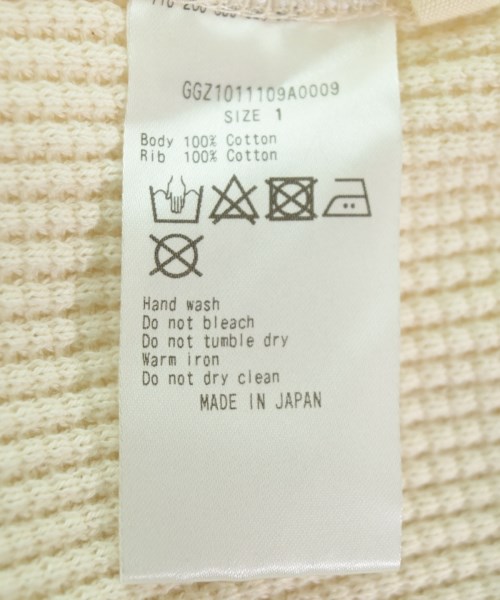 GGZ1011109A0009
SIZE 1
Body 100% Cotton
Rib 100% Cotton
Hand wash
Do not bleach
Do not tumble dry
Warm iron
Do not dry clean
MADE IN JAPAN